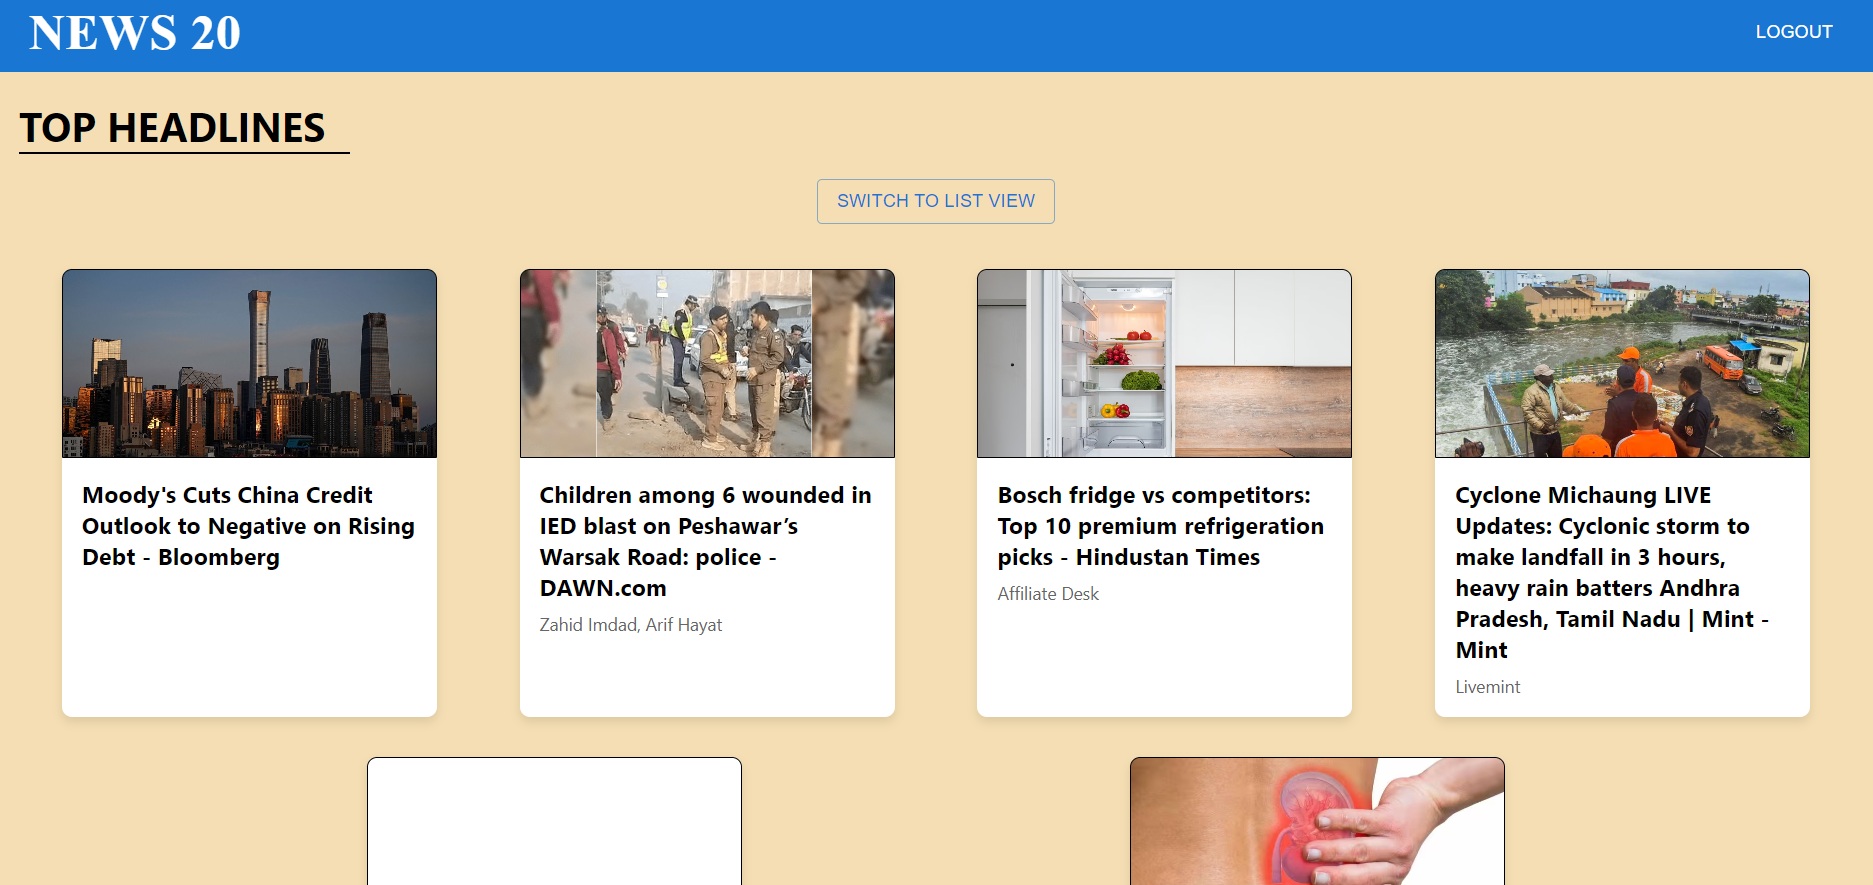 NEWS 20
LOGOUT
TOP HEADLINES
SWITCH TO LIST VIEW
Moody's Cuts China Credit
Outlook to Negative on Rising
Debt - Bloomberg
Children among 6 wounded in
IED blast on Peshawar’s
Warsak Road: police -
DAWN.com
Zahid Imdad, Arif Hayat
Bosch fridge vs competitors:
Top 10 premium refrigeration
picks - Hindustan Times
Affiliate Desk
Cyclone Michaung LIVE
Updates: Cyclonic storm to
make landfall in 3 hours,
heavy rain batters Andhra
Pradesh, Tamil Nadu | Mint -
Mint
Livemint